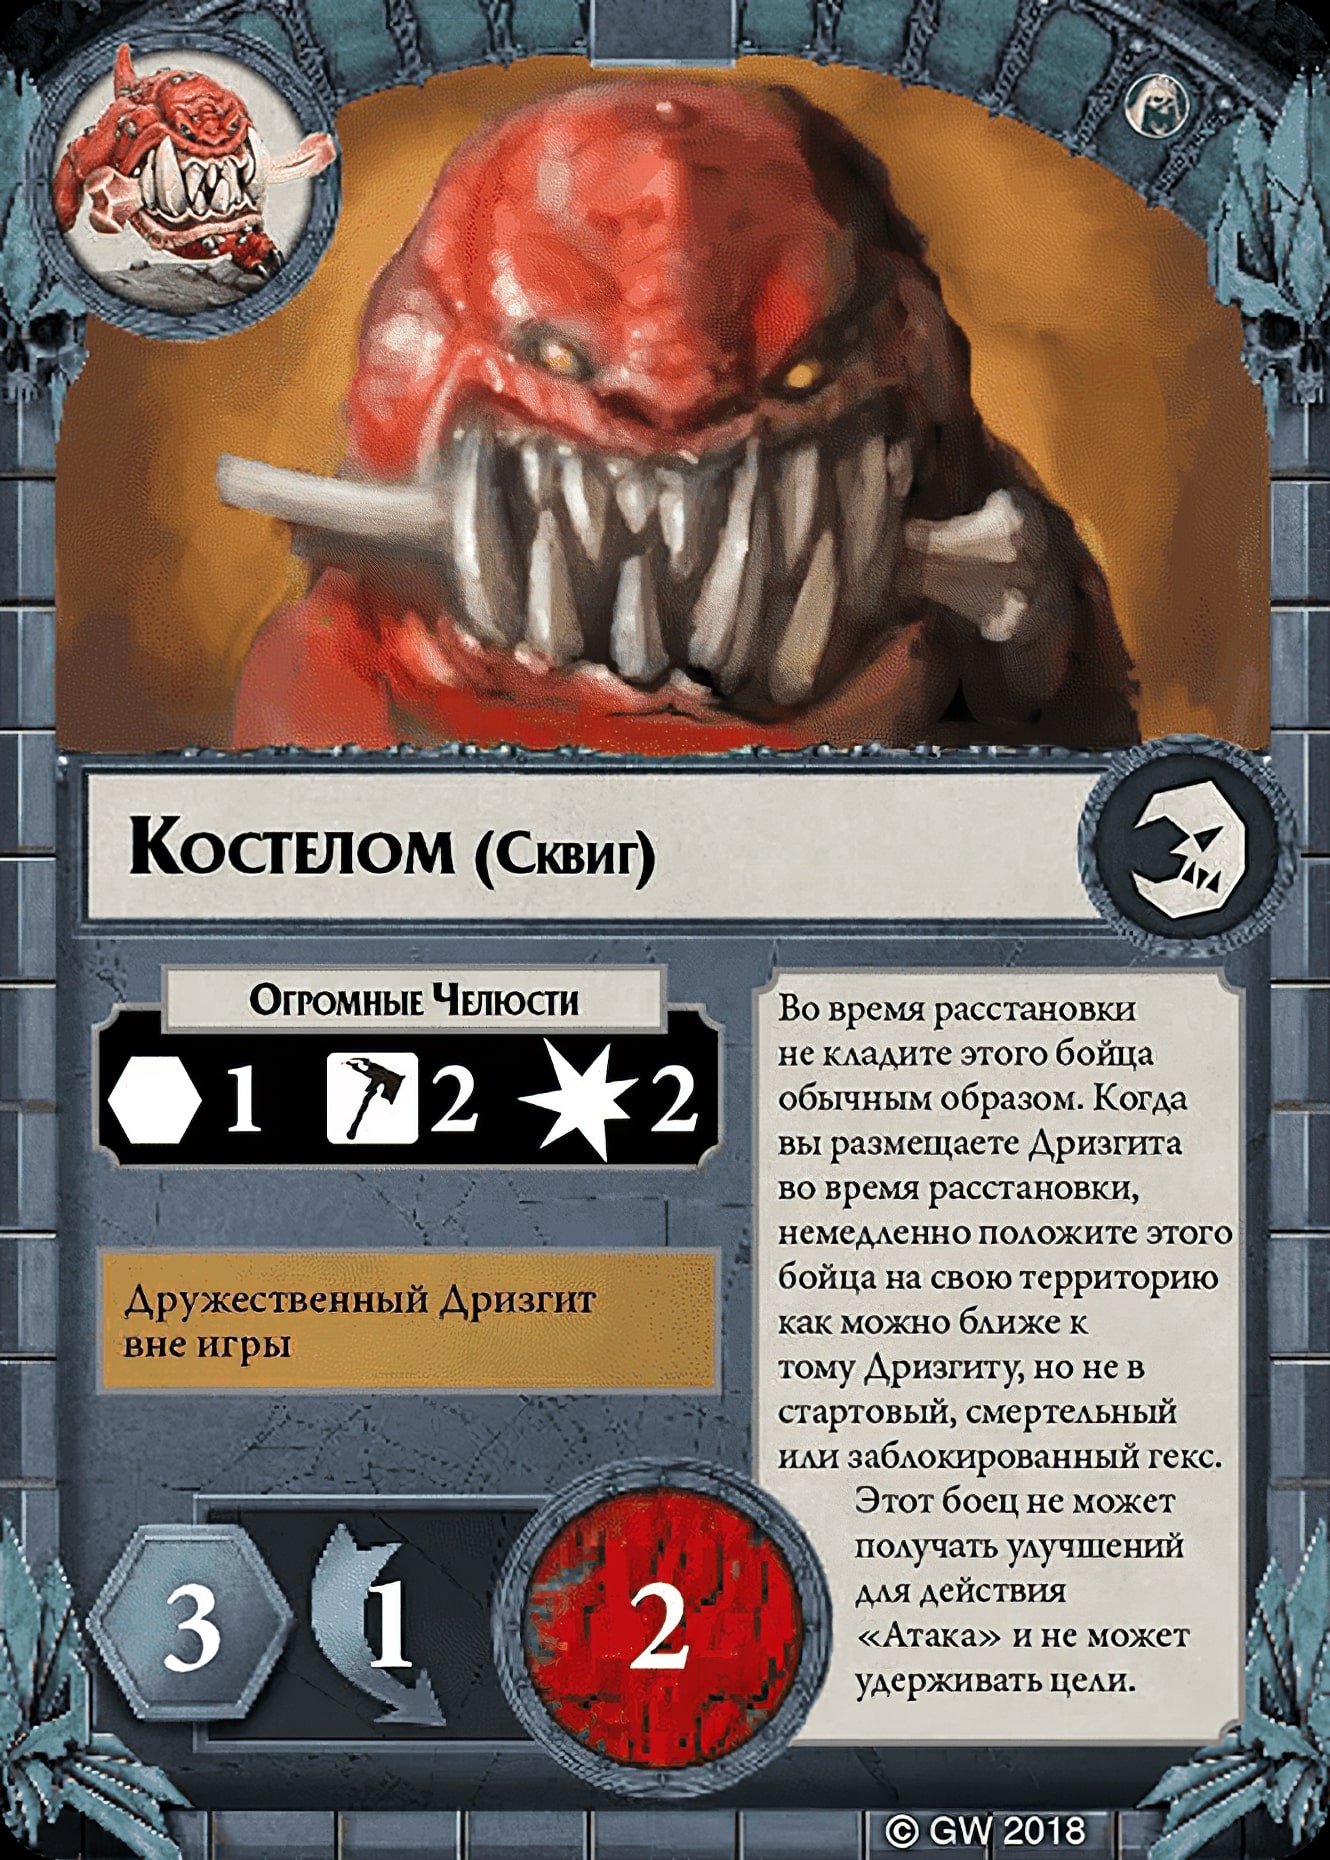 Костелом (Сквиг)
Огромные Челюсти
1 2 2
Дружественный Дризгит
вне игры
3 1 2
Во время расстановки
не кладите этого бойца
обычным образом. Когда
вы размещаете Дризгита
во время расстановки,
немедленно положите этого
бойца на свою территорию
как можно ближе к
тому Дризгиту, но не в
стартовый, смертельный
или заблокированный гекс.
Этот боец не может
получать улучшений
для действия
«Атака» и не может
удерживать цели.
© GW 2018